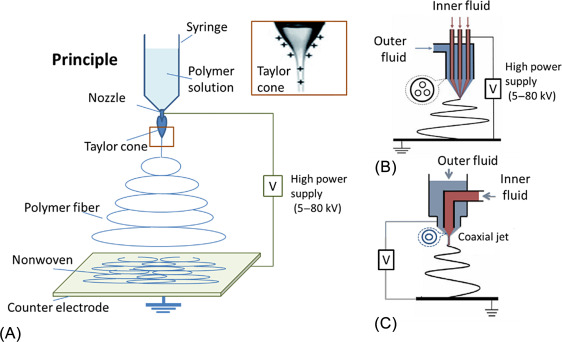 Principle
Syringe
Polymer
solution
Nozzle
Taylor cone
Taylor
cone
High power
supply
(5–80 kV)
V
Polymer fiber
Nonwoven
Counter electrode
(A)
Inner fluid
Outer
fluid
High power
supply
(5–80 kV)
V
(B)
Outer fluid
Inner
fluid
Coaxial jet
V
(C)